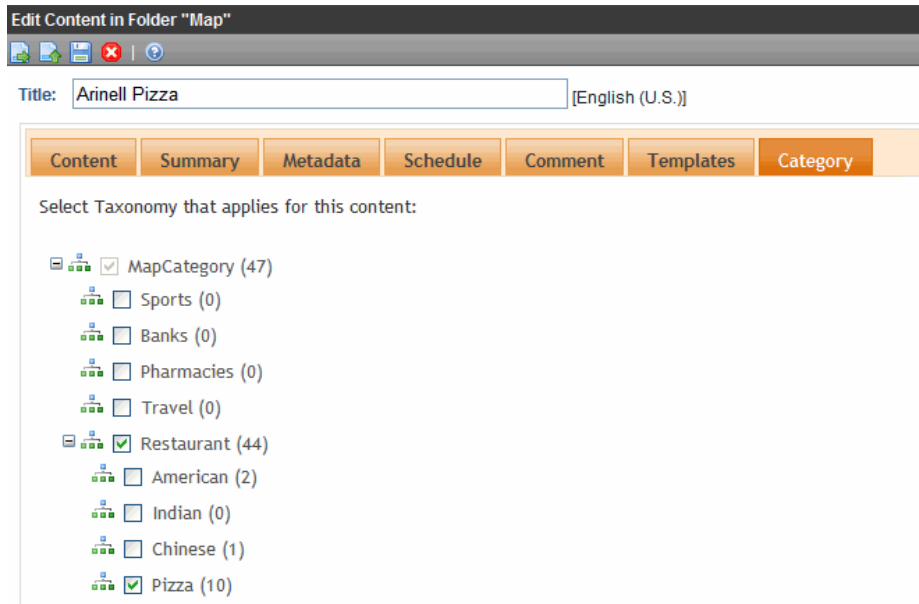 Edit Content in Folder "Map"
Title: Arinell Pizza [English (U.S.)]
Content Summary Metadata Schedule Comment Templates Category
Select Taxonomy that applies for this content:
MapCategory (47)
Sports (0)
Banks (0)
Pharmacies (0)
Travel (0)
Restaurant (44)
American (2)
Indian (0)
Chinese (1)
Pizza (10)